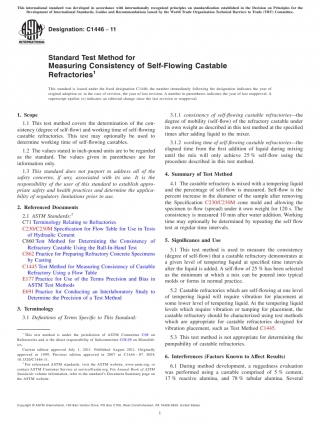 This international standard was developed in accordance with internationally recognized principles on standardization established in the Decision on Principles for the
Development of International Standards, Guides and Recommendations issued by the World Trade Organization Technical Barriers to Trade (TBT) Committee.
Designation: C1446 − 11
INTERNATIONAL
Standard Test Method for
Measuring Consistency of Self-Flowing Castable
Refractories1
This standard is issued under the fixed designation C1446; the number immediately following the designation indicates the year of
original adoption or, in the case of revision, the year of last revision. A number in parentheses indicates the year of last reapproval. A
superscript epsilon (ε) indicates an editorial change since the last revision or reapproval.
1. Scope
1.1 This test method covers the determination of the con-
sistency (degree of self-flow) and working time of self-flowing
castable refractories. This test may optionally be used to
determine working time of self-flowing castables.
1.2 The values stated in inch-pound units are to be regarded
as the standard. The values given in parentheses are for
information only.
1.3 This standard does not purport to address all of the
safety concerns, if any, associated with its use. It is the
responsibility of the user of this standard to establish appro-
priate safety and health practices and determine the applica-
bility of regulatory limitations prior to use.
2. Referenced Documents
2.1 ASTM Standards:2
C71 Terminology Relating to Refractories
C230/C230M Specification for Flow Table for Use in Tests
of Hydraulic Cement
C860 Test Method for Determining the Consistency of
Refractory Castable Using the Ball-In-Hand Test
C862 Practice for Preparing Refractory Concrete Specimens
by Casting
C1445 Test Method for Measuring Consistency of Castable
Refractory Using a Flow Table
E177 Practice for Use of the Terms Precision and Bias in
ASTM Test Methods
E691 Practice for Conducting an Interlaboratory Study to
Determine the Precision of a Test Method
3. Terminology
3.1 Definitions of Terms Specific to This Standard:
1 This test method is under the jurisdiction of ASTM Committee C08 on
Refractories and is the direct responsibility of Subcommittee C08.09 on Monolith-
ics.
Current edition approved July 1, 2011. Published August 2011. Originally
approved in 1999. Previous edition approved in 2007 as C1446 – 07. DOI:
10.1520/C1446-11.
2 For referenced ASTM standards, visit the ASTM website, www.astm.org, or
contact ASTM Customer Service at service@astm.org. For Annual Book of ASTM
Standards volume information, refer to the standard's Document Summary page on
the ASTM website.
3.1.1 consistency of self-flowing castable refractories—the
degree of mobility (self-flow) of the refractory castable under
its own weight as described in this test method at the specified
times after adding liquid to the mixer.
3.1.2 working time of self-flowing castable refractory—the
elapsed time from the first addition of liquid during mixing
until the mix will only achieve 25 % self-flow using the
procedure described in this test method.
4. Summary of Test Method
4.1 The castable refractory is mixed with a tempering liquid
and the percentage of self-flow is measured. Self-flow is the
percent increase in the diameter of the sample after removing
the Specification C230/C230M cone mold and allowing the
specimen to flow (spread) under it own weight for 120 s. The
consistency is measured 10 min after water addition. Working
time may optionally be determined by repeating the self flow
test at regular time intervals.
5. Significance and Use
5.1 This test method is used to measure the consistency
(degree of self-flow) that a castable refractory demonstrates at
a given level of tempering liquid at specified time intervals
after the liquid is added. A self-flow of 25 % has been selected
as the minimum at which a mix can be poured into typical
molds or forms in normal practice.
5.2 Castable refractories which are self-flowing at one level
of tempering liquid will require vibration for placement at
some lower level of tempering liquid. At the tempering liquid
levels which require vibration or tamping for placement, the
castable refractory should be characterized using test methods
which are appropriate for castable refractories designed for
vibration placement, such as Test Method C1445.
5.3 This test method is not appropriate for determining the
pumpability of castable refractories.
6. Interferences (Factors Known to Affect Results)
6.1 During method development, a ruggedness evaluation
was performed using a castable comprised of 5 % cement,
17 % reactive alumina, and 78 % tabular alumina. Several
Copyright © ASTM International, 100 Barr Harbor Drive, PO Box C700, West Conshohocken, PA 19428-2959. United States
1